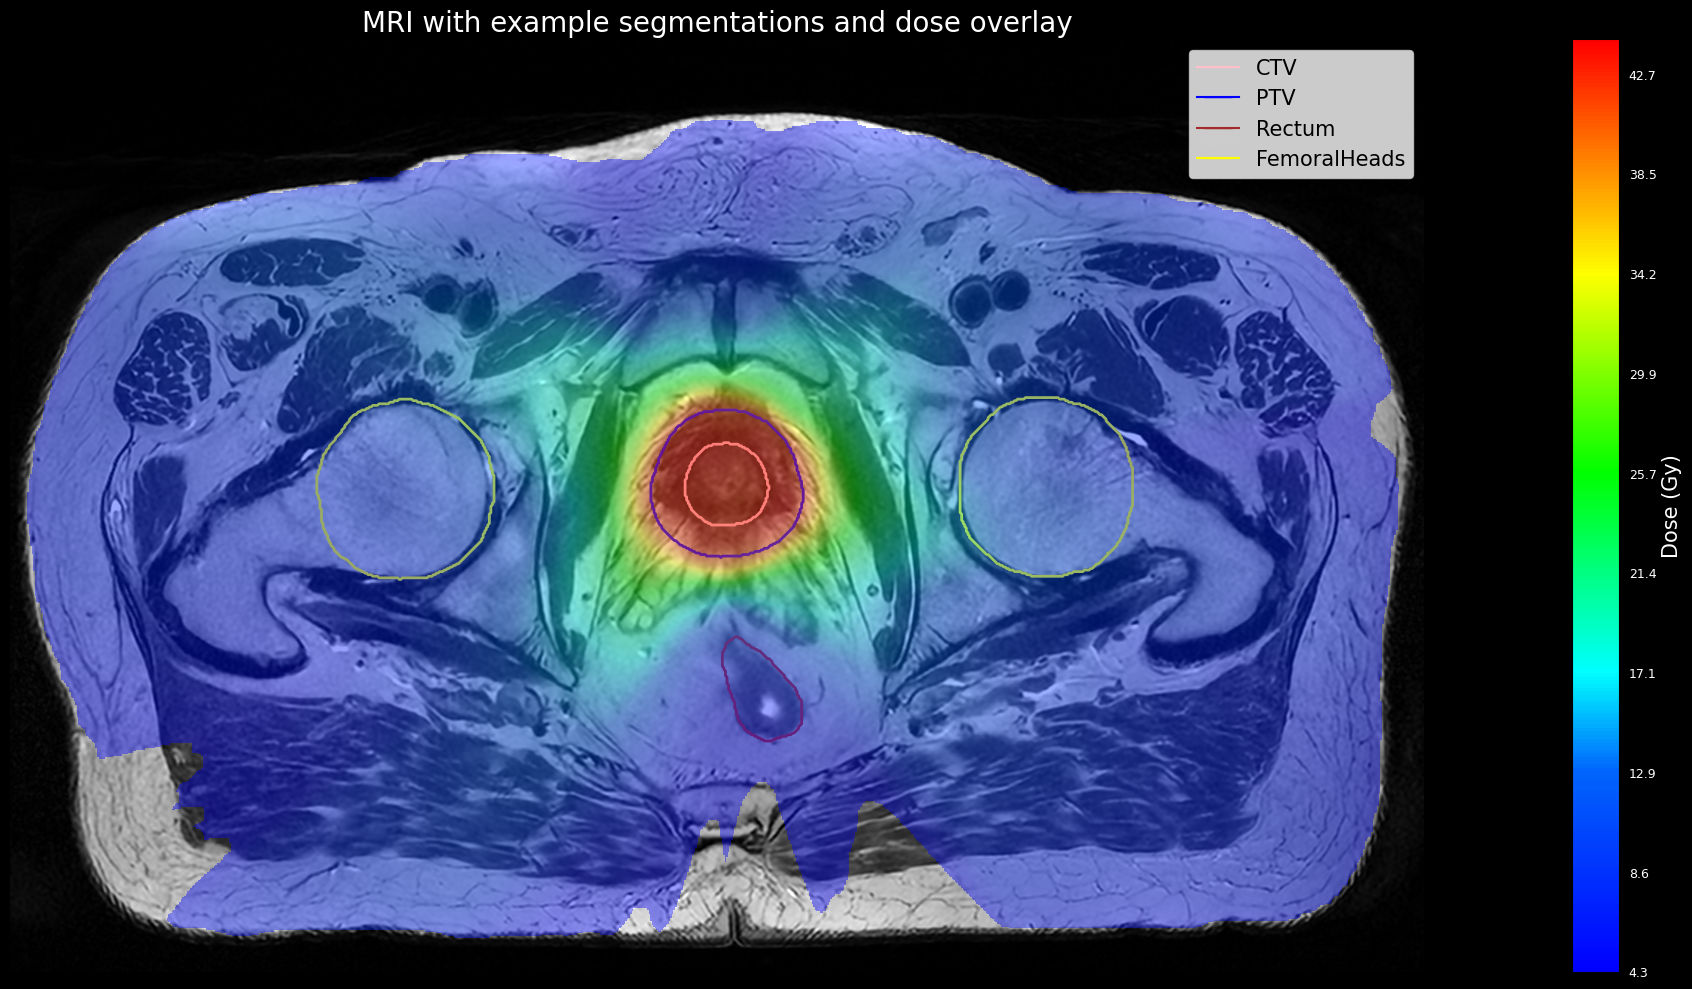 MRI with example segmentations and dose overlay
CTV
PTV
Rectum
FemoralHeads
42.7
38.5
34.2
29.9
25.7
21.4
17.1
12.9
8.6
4.3
Dose (Gy)